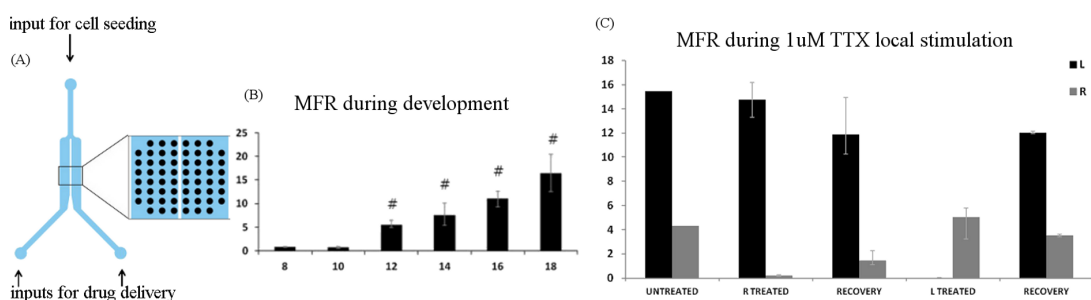 input for cell seeding
(A)
inputs for drug delivery
(B)
MFR during development
25
20
15
10
5
0
# # # # #
8 10 12 14 16 18
(C)
MFR during 1uM TTX local stimulation
18
16
14
12
10
8
6
4
2
0
UNTREATED R TREATED RECOVERY L TREATED RECOVERY
L
R